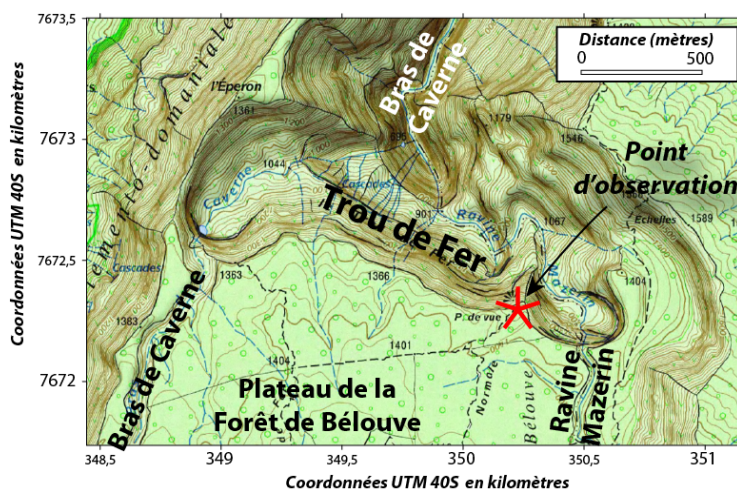 7673,5
7673
7672,5
7672
Coordonnées UTM 40S en kilomètres
Distance (mètres)
0 500
l'Éperon
1361
Bras de
Caverne
1179
1546
Point
d'observation
1044
Caverne
Cascades
Trou de Fer
901
Ravine
1067
Echelles
1589
Cascades
1363
1366
Mazerin
1404
1383
P. de vue
1401
1404
Bras de Caverne
Plateau de la
Forêt de Bélouve
Normale
Bélouve
Ravine
Mazerin
348,5 349 349,5 350 350,5 351
Coordonnées UTM 40S en kilomètres